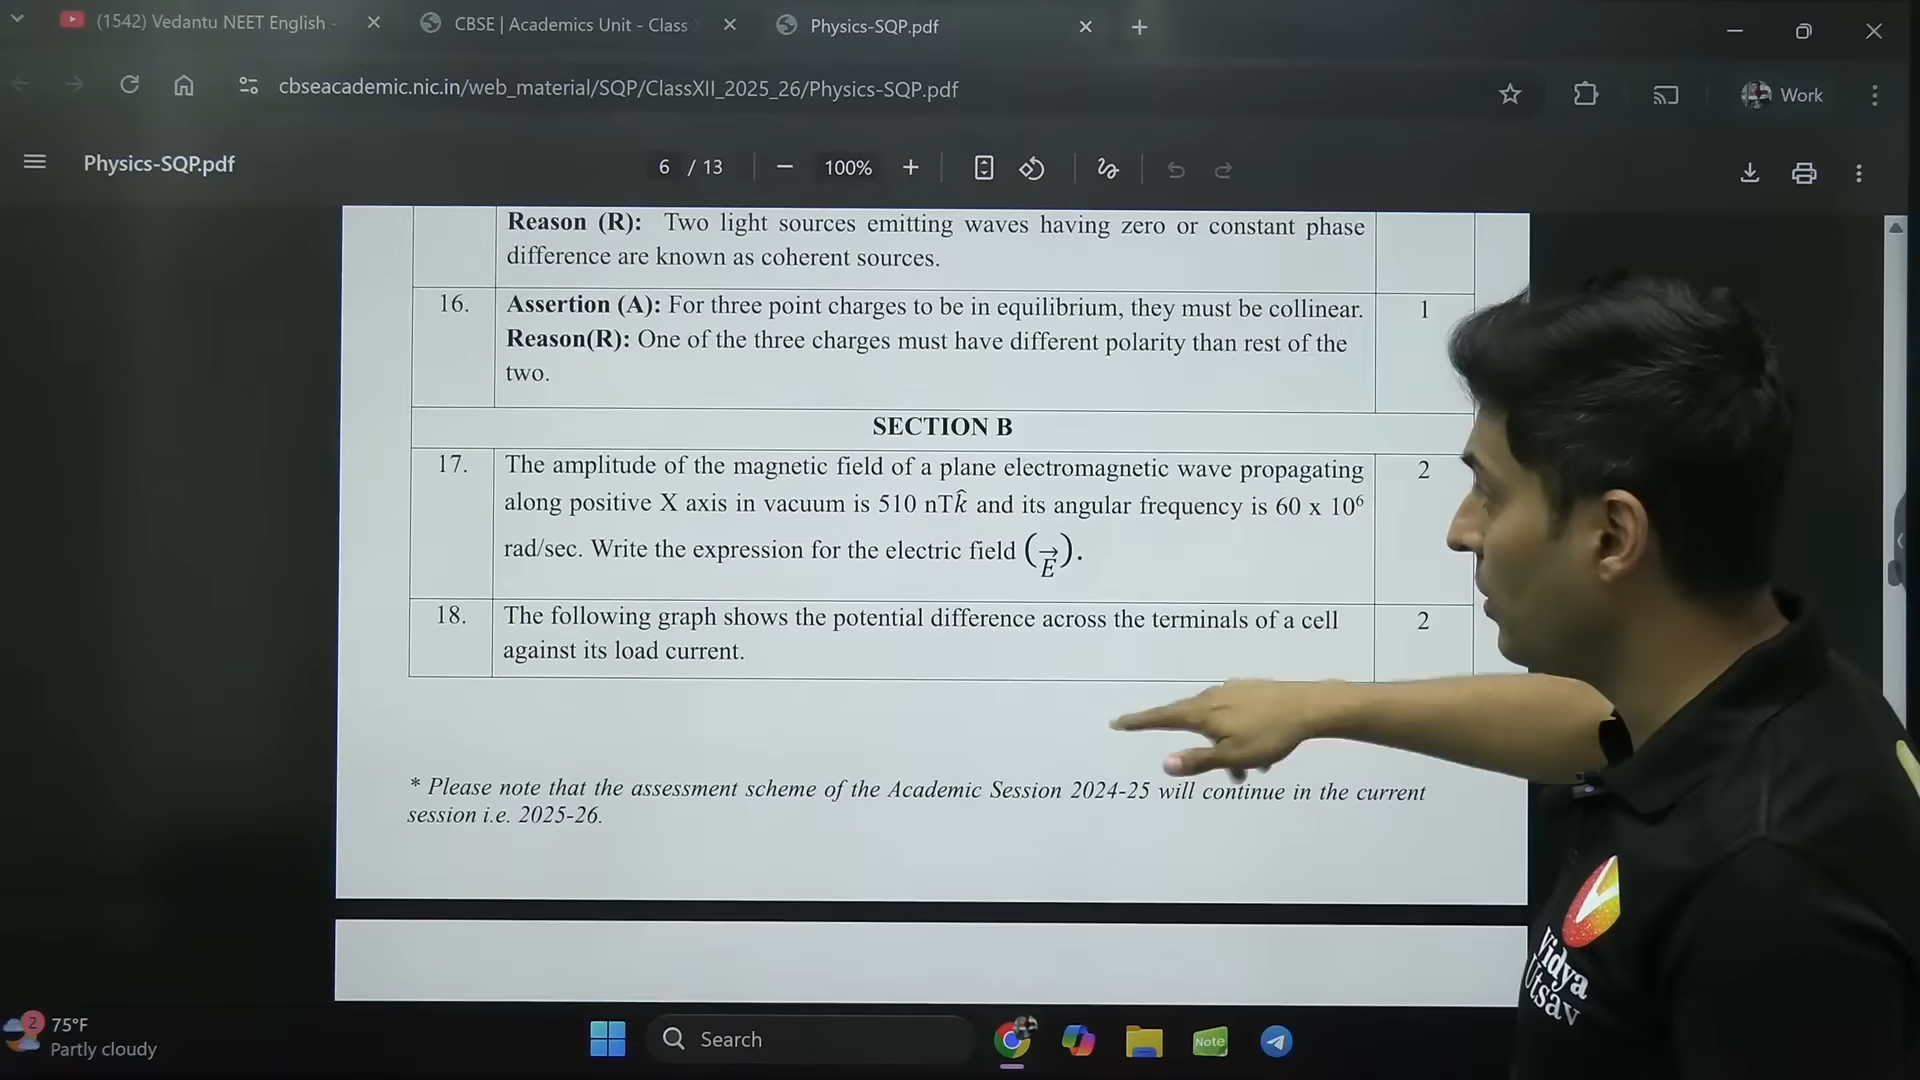 (1542) Vedantu NEET English -
CBSE | Academics Unit - Class
Physics-SQP.pdf
cbseacademic.nic.in/web_material/SQP/ClassXII_2025_26/Physics-SQP.pdf
Work
Physics-SQP.pdf
6 / 13
100%
Reason (R): Two light sources emitting waves having zero or constant phase
difference are known as coherent sources.
16. Assertion (A): For three point charges to be in equilibrium, they must be collinear. 1
Reason(R): One of the three charges must have different polarity than rest of the
two.
SECTION B
17. The amplitude of the magnetic field of a plane electromagnetic wave propagating 2
along positive X axis in vacuum is 510 nTk̂ and its angular frequency is 60 x 10⁶
rad/sec. Write the expression for the electric field (→E).
18. The following graph shows the potential difference across the terminals of a cell 2
against its load current.
* Please note that the assessment scheme of the Academic Session 2024-25 will continue in the current
session i.e. 2025-26.
Vidya
Utsav
2
75°F
Partly cloudy
Search
Note